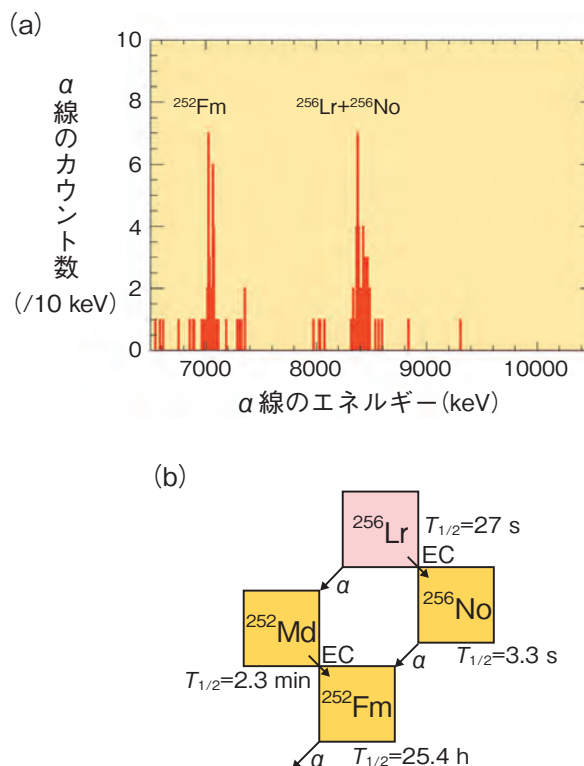 (a)
α線のカウント数
(/10 keV)
10
8
6
4
2
0
²⁵²Fm
²⁵⁶Lr+²⁵⁶No
7000
8000
9000
10000
α線のエネルギー(keV)
(b)
²⁵⁶Lr
T₁/₂=27 s
EC
α
²⁵²Md
²⁵⁶No
EC
α
T₁/₂=3.3 s
T₁/₂=2.3 min
²⁵²Fm
α
T₁/₂=25.4 h